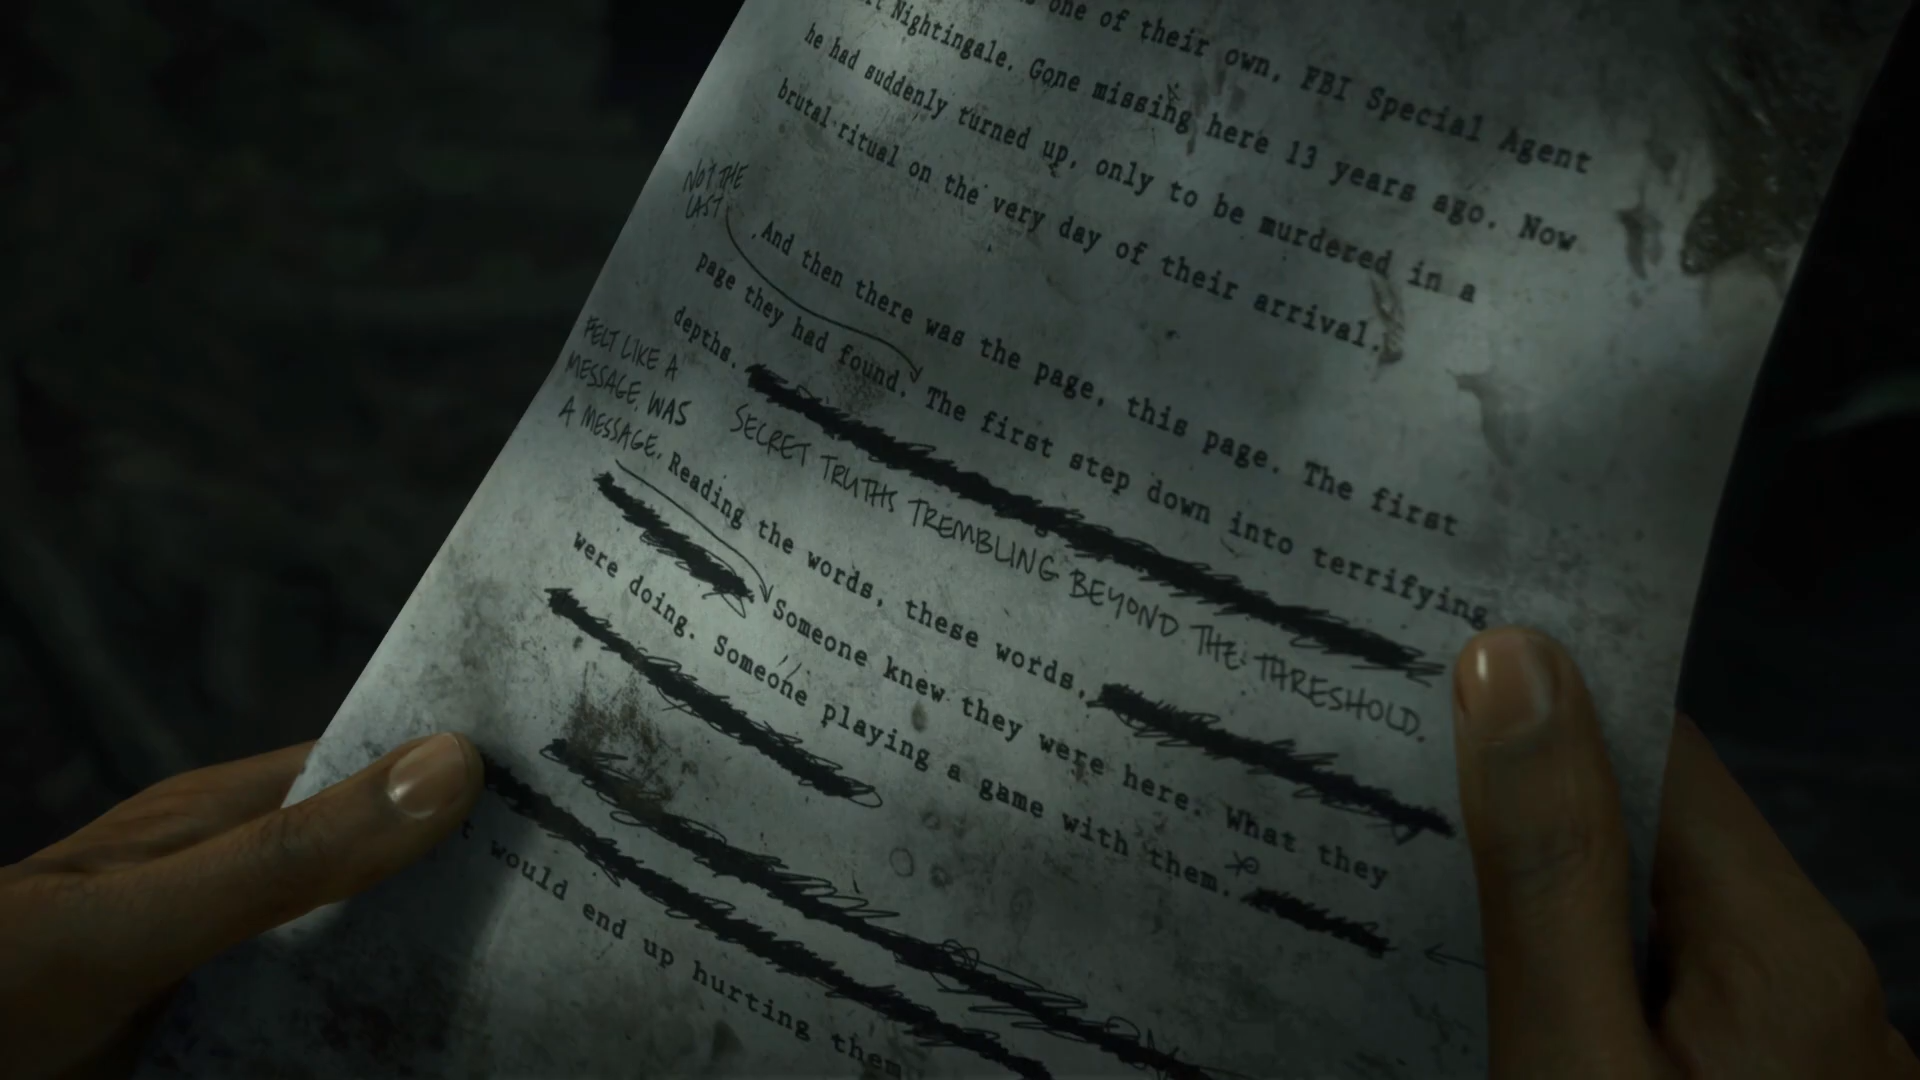 one of their own, FBI Special Agent
Nightingale. Gone missing here 13 years ago. Now
he had suddenly turned up, only to be murdered in a
brutal ritual on the very day of their arrival.
NOT THE
LAST
And then there was the page, this page. The first
page they had found. The first step down into terrifying
depths.
SECRET TRUTHS TREMBLING BEYOND THE THRESHOLD.
FELT LIKE A
MESSAGE. WAS
A MESSAGE.
Reading the words, these words,
Someone knew they were here. What they
were doing. Someone playing a game with them.
would end up hurting them